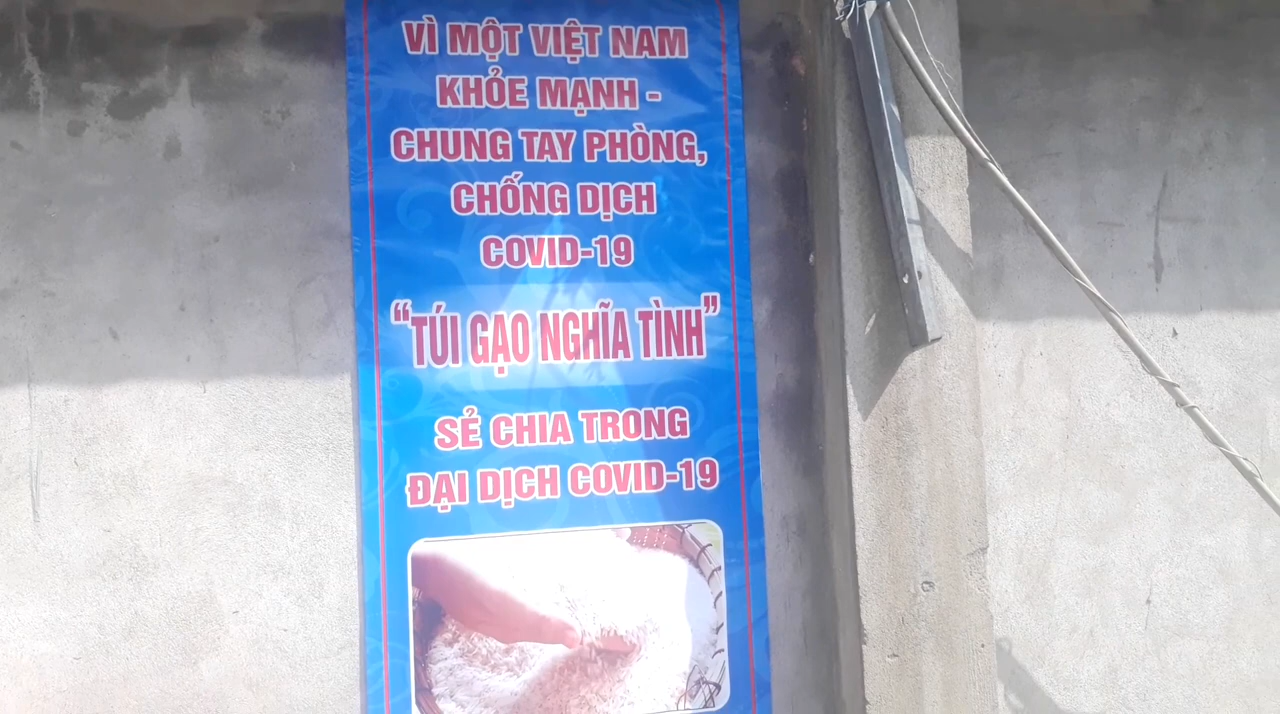 VÌ MỘT VIỆT NAM
KHỎE MẠNH -
CHUNG TAY PHÒNG,
CHỐNG DỊCH
COVID-19
“TÚI GẠO NGHĨA TÌNH”
SẺ CHIA TRONG
ĐẠI DỊCH COVID-19